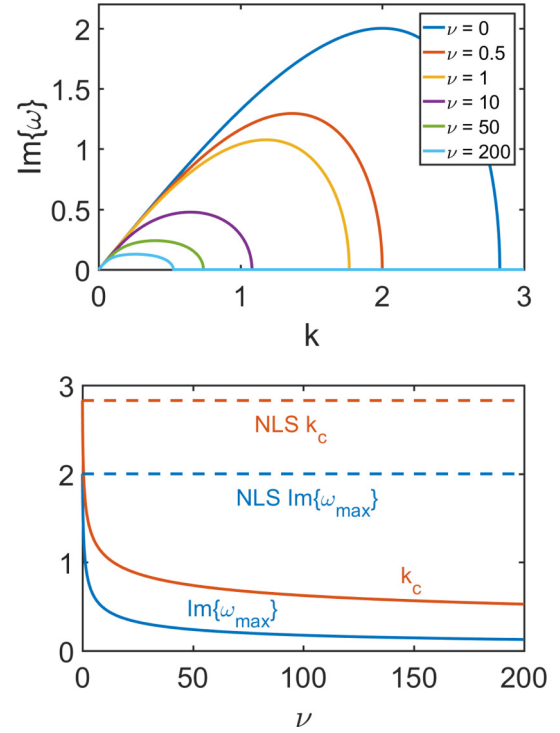 2
1.5
1
0.5
0
Im{ω}
ν = 0
ν = 0.5
ν = 1
ν = 10
ν = 50
ν = 200
0 1 2 3
k
3
2
1
0
NLS k_c
NLS Im{ω_max}
k_c
Im{ω_max}
0 50 100 150 200
ν